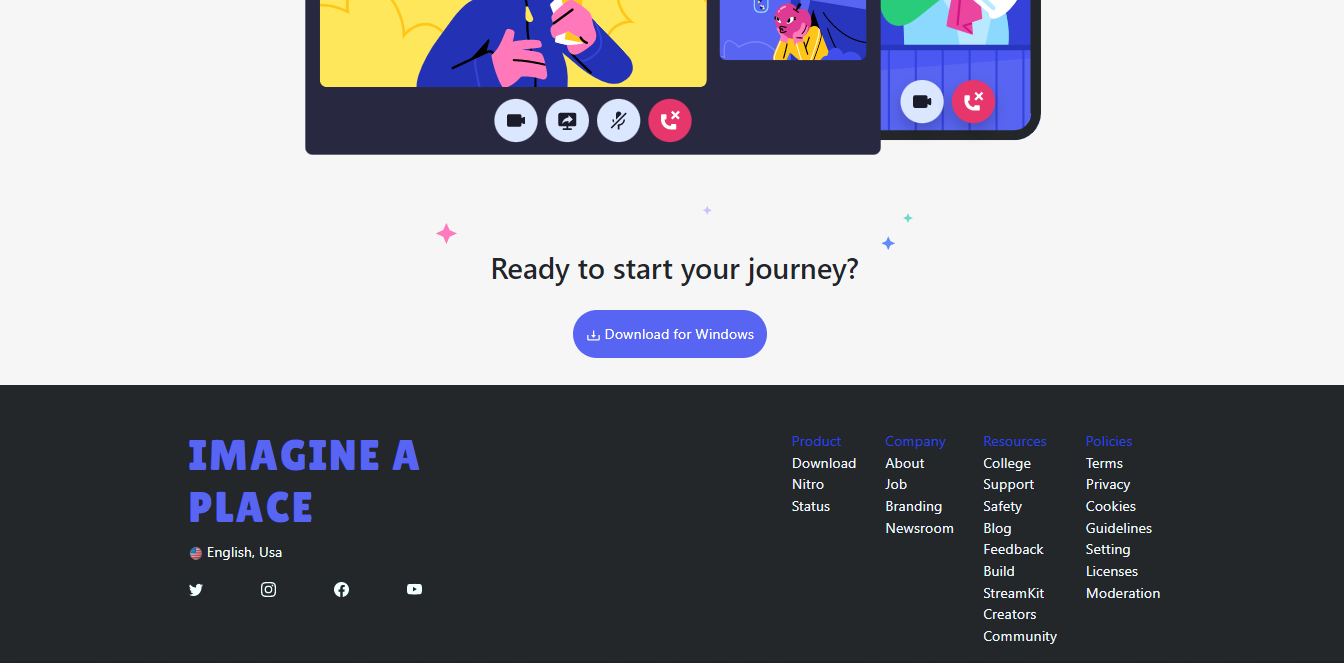 Ready to start your journey?
Download for Windows
IMAGINE A
PLACE
English, Usa
Product
Download
Nitro
Status
Company
About
Job
Branding
Newsroom
Resources
College
Support
Safety
Blog
Feedback
Build
StreamKit
Creators
Community
Policies
Terms
Privacy
Cookies
Guidelines
Setting
Licenses
Moderation